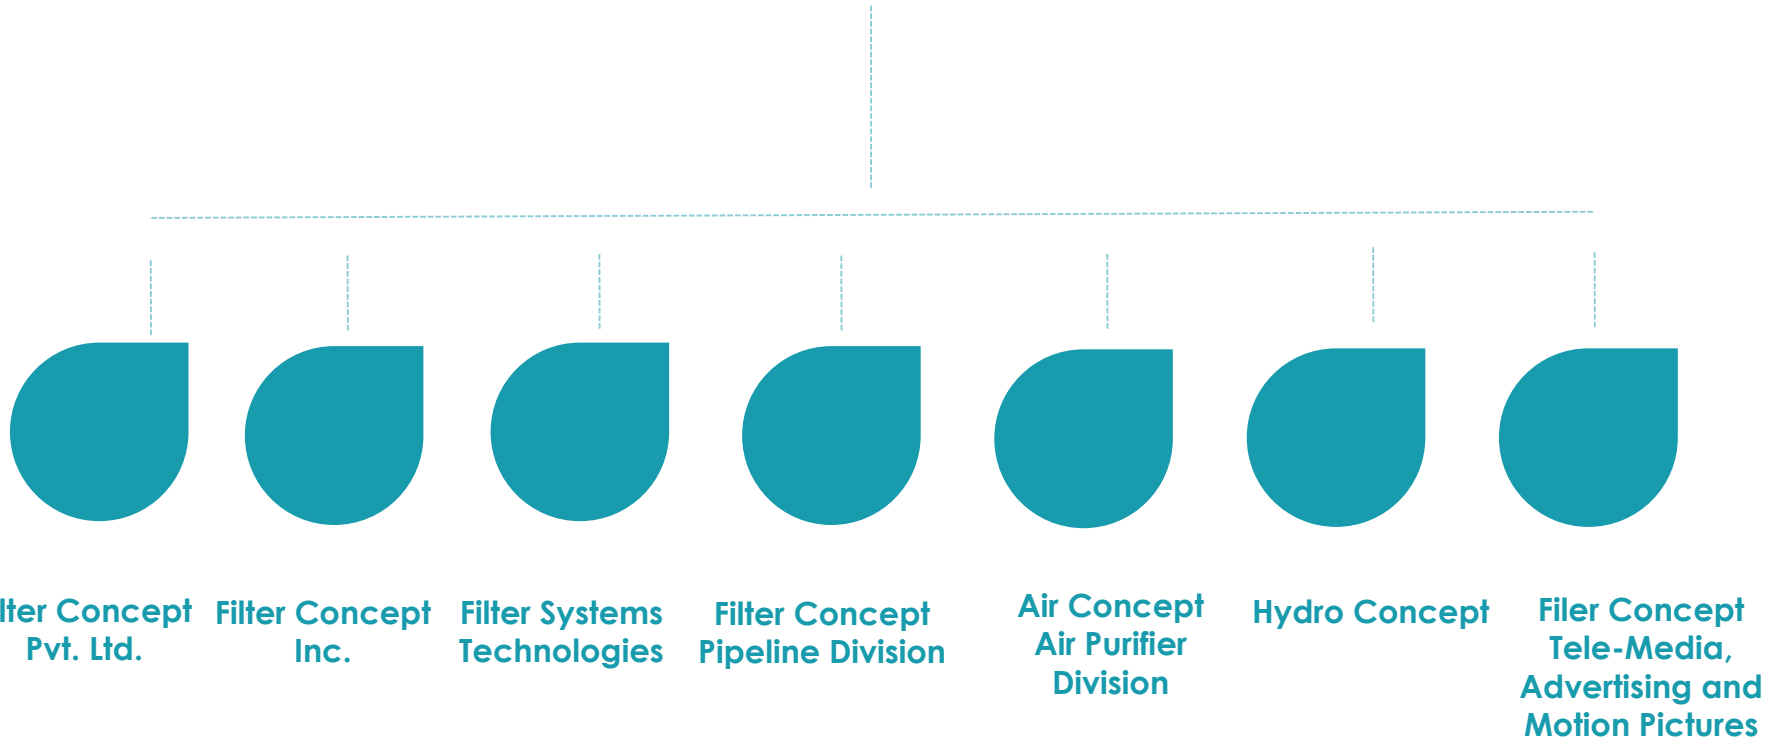 lter Concept
Pvt. Ltd.
Filter Concept
Inc.
Filter Systems
Technologies
Filter Concept
Pipeline Division
Air Concept
Air Purifier
Division
Hydro Concept
Filer Concept
Tele-Media,
Advertising and
Motion Pictures